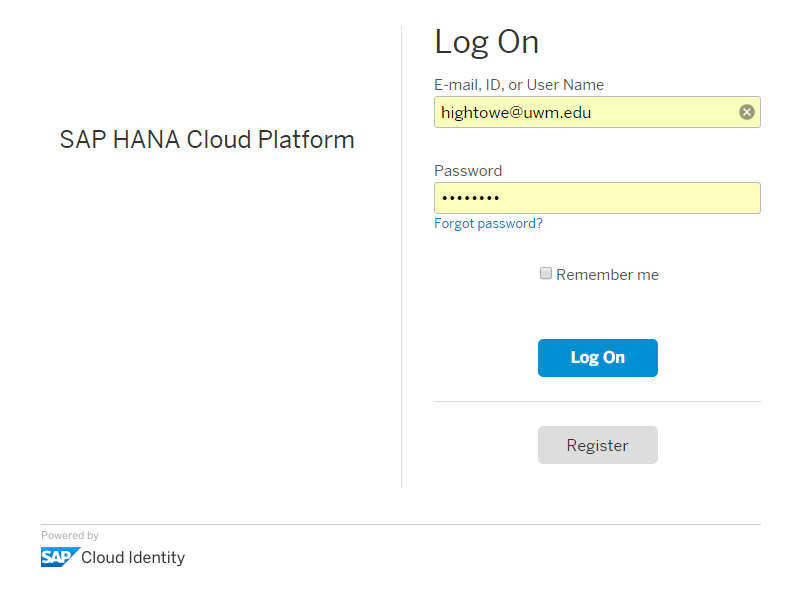 SAP HANA Cloud Platform
Log On
E-mail, ID, or User Name
hightowe@uwm.edu
Password
••••••••
Forgot password?
Remember me
Log On
Register
Powered by
SAP Cloud Identity